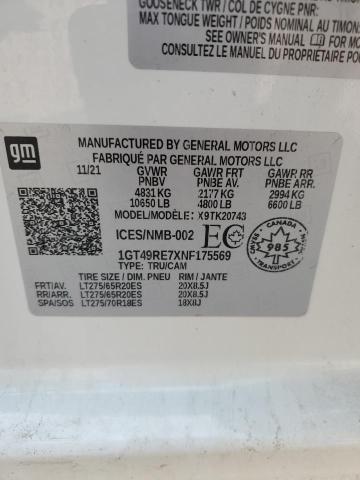 GOOSENECK TWR / COL DE CYGNE PNR:
MAX TONGUE WEIGHT / POIDS NOMINAL AU TIMON:
SEE OWNER'S MANUAL FOR MO
CONSULTEZ LE MANUEL DU PROPRIÉTAIRE POUR
gm
MANUFACTURED BY GENERAL MOTORS LLC
FABRIQUÉ PAR GENERAL MOTORS LLC
11/21 GVWR GAWR FRT GAWR RR
PNBV PNBE AVANT PNBE ARR.
4831 KG 2177 KG 2994 KG
10650 LB 4800 LB 6600 LB
MODEL/MODÈLE: X9TK20743
ICES/NMB-002 EC
CANADA
985
1GT49RE7XNF175569
TYPE: TRU/CAM
TIRE SIZE / DIM. PNEU RIM / JANTE
FRT/AV. LT275/65R20ES 20X8.5J
RR/ARR. LT275/65R20ES 20X8.5J
SPA/SOS LT275/70R18ES 18X8J